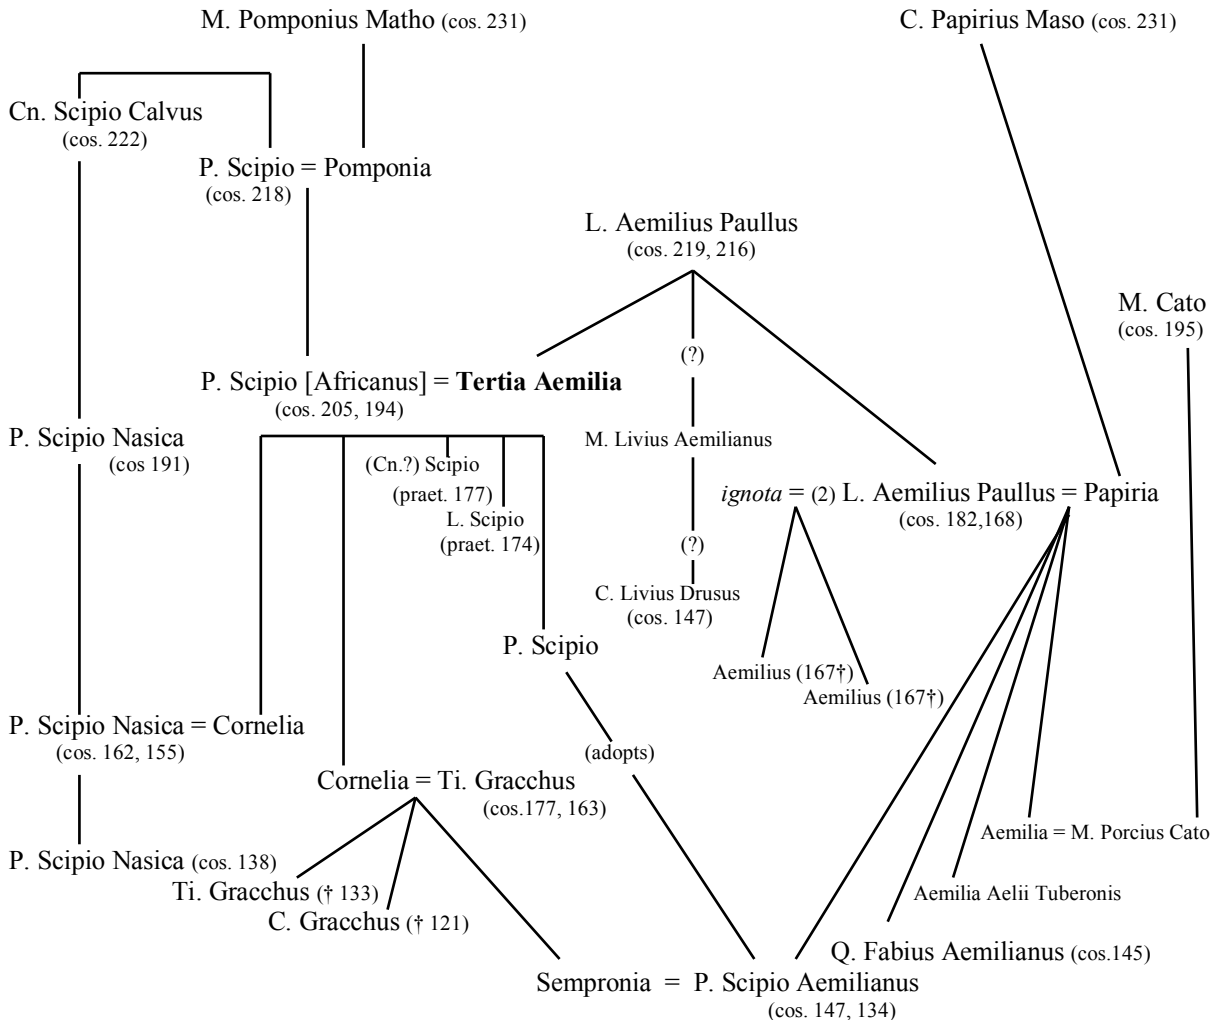 M. Pomponius Matho (cos. 231)
C. Papirius Maso (cos. 231)
Cn. Scipio Calvus
(cos. 222)
P. Scipio = Pomponia
(cos. 218)
L. Aemilius Paullus
(cos. 219, 216)
M. Cato
(cos. 195)
(?)
P. Scipio [Africanus] = Tertia Aemilia
(cos. 205, 194)
P. Scipio Nasica
(cos 191)
M. Livius Aemilianus
(Cn.?) Scipio
(praet. 177)
L. Scipio
(praet. 174)
ignota = (2) L. Aemilius Paullus = Papiria
(cos. 182,168)
(?)
C. Livius Drusus
(cos. 147)
P. Scipio
Aemilius (167†)
Aemilius (167†)
P. Scipio Nasica = Cornelia
(cos. 162, 155)
(adopts)
Cornelia = Ti. Gracchus
(cos.177, 163)
Aemilia = M. Porcius Cato
P. Scipio Nasica (cos. 138)
Ti. Gracchus († 133)
Aemilia Aelii Tuberonis
C. Gracchus († 121)
Q. Fabius Aemilianus (cos.145)
Sempronia = P. Scipio Aemilianus
(cos. 147, 134)